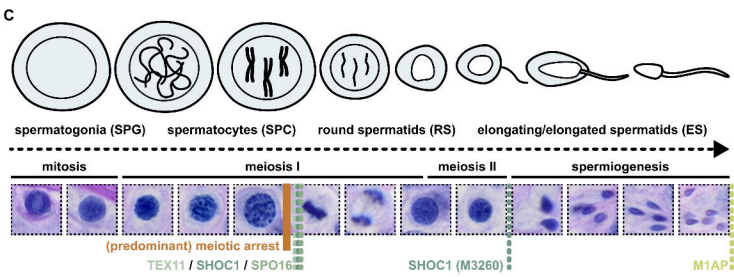 C
spermatogonia (SPG) spermatocytes (SPC) round spermatids (RS) elongating/elongated spermatids (ES)
mitosis meiosis I meiosis II spermiogenesis
(predominant) meiotic arrest
TEX11 / SHOC1 / SPO16 SHOC1 (M3260) M1AP